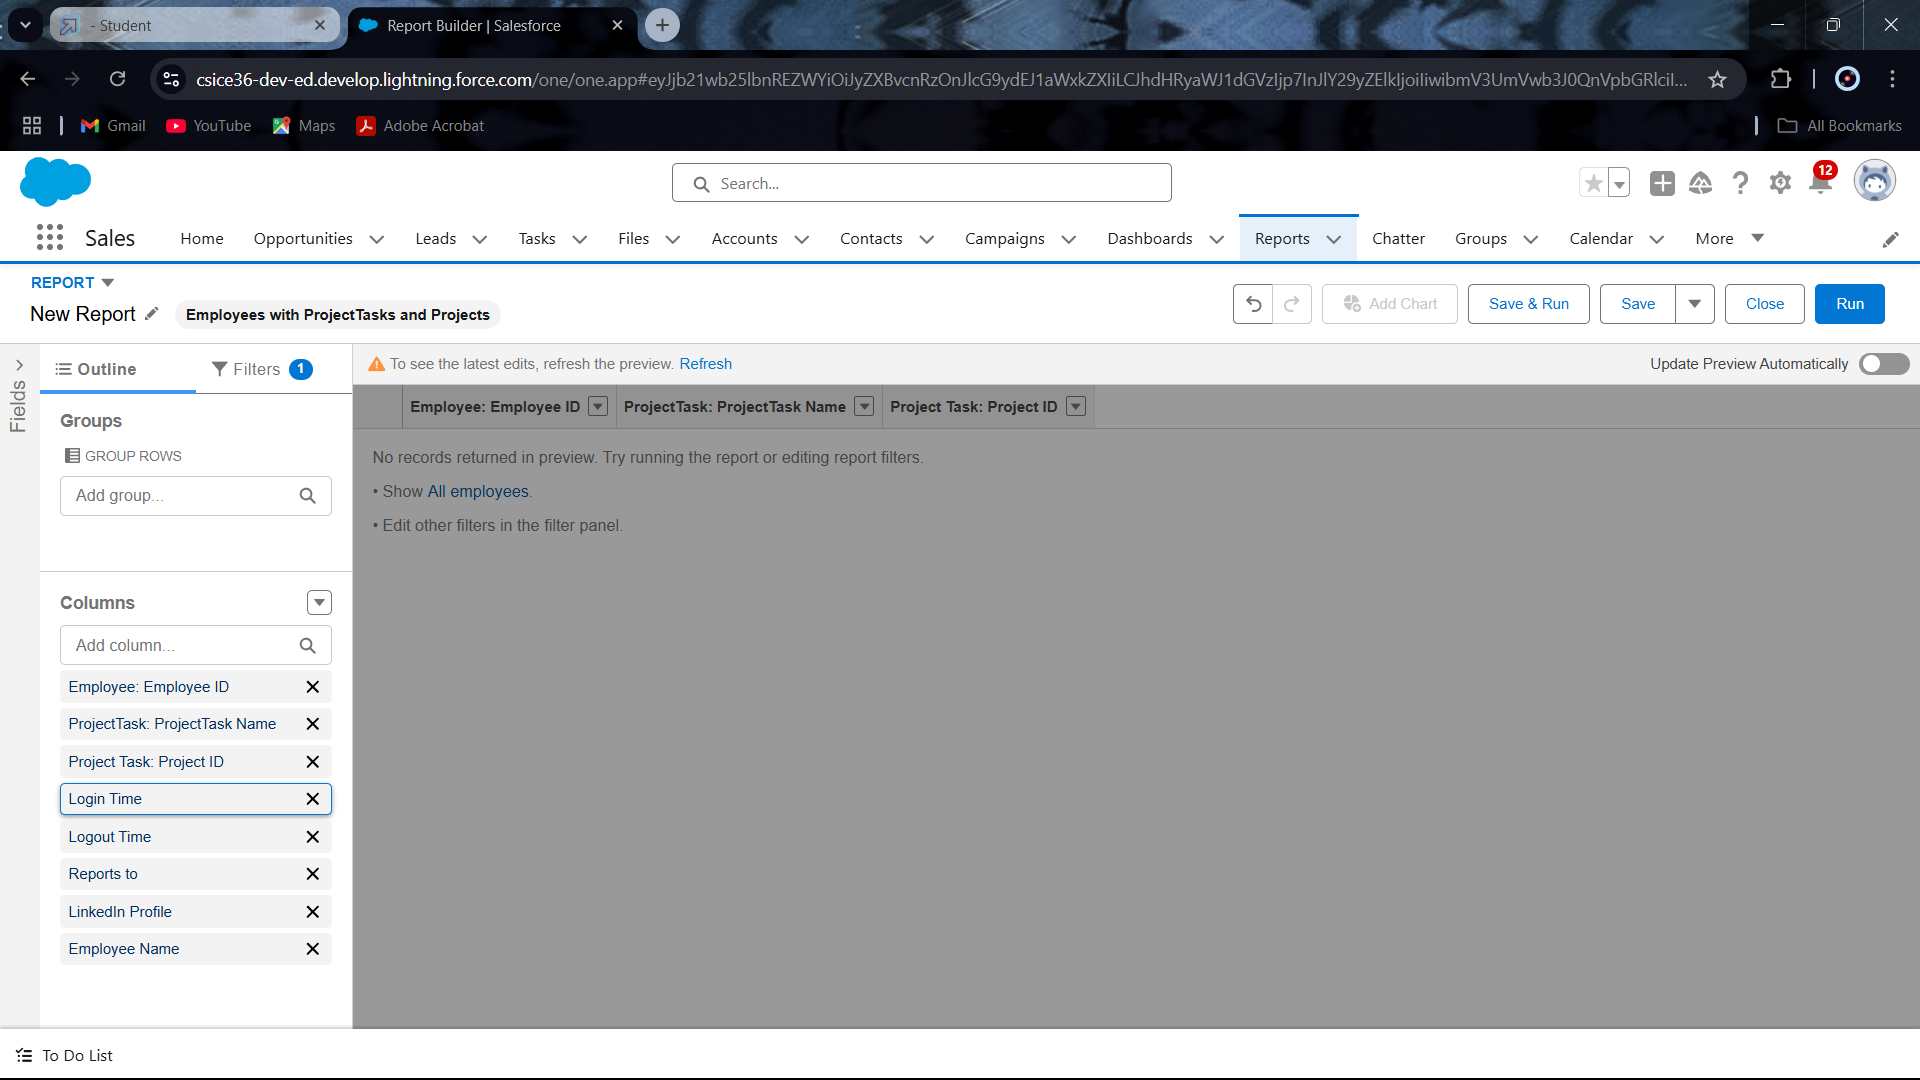 - Student
Report Builder | Salesforce
csice36-dev-ed.develop.lightning.force.com/one/one.app#eyJjb21wb25lbnREZWYiOiJyZXBvcnRzOnJlcG9ydEJ1aWxkZXIiLCJhdHRyaWJ1dGVzIjp7InJlY29yZElkIjoiIiwibmV3UmVwb3J0QnVpbGRlciI...
Gmail
YouTube
Maps
Adobe Acrobat
All Bookmarks
Search...
12
Sales
Home
Opportunities
Leads
Tasks
Files
Accounts
Contacts
Campaigns
Dashboards
Reports
Chatter
Groups
Calendar
More
REPORT
New Report
Employees with ProjectTasks and Projects
Add Chart
Save & Run
Save
Close
Run
Fields
Outline
Filters
1
To see the latest edits, refresh the preview. Refresh
Update Preview Automatically
Groups
GROUP ROWS
Add group...
Employee: Employee ID
ProjectTask: ProjectTask Name
Project Task: Project ID
No records returned in preview. Try running the report or editing report filters.
• Show All employees.
• Edit other filters in the filter panel.
Columns
Add column...
Employee: Employee ID
ProjectTask: ProjectTask Name
Project Task: Project ID
Login Time
Logout Time
Reports to
LinkedIn Profile
Employee Name
To Do List